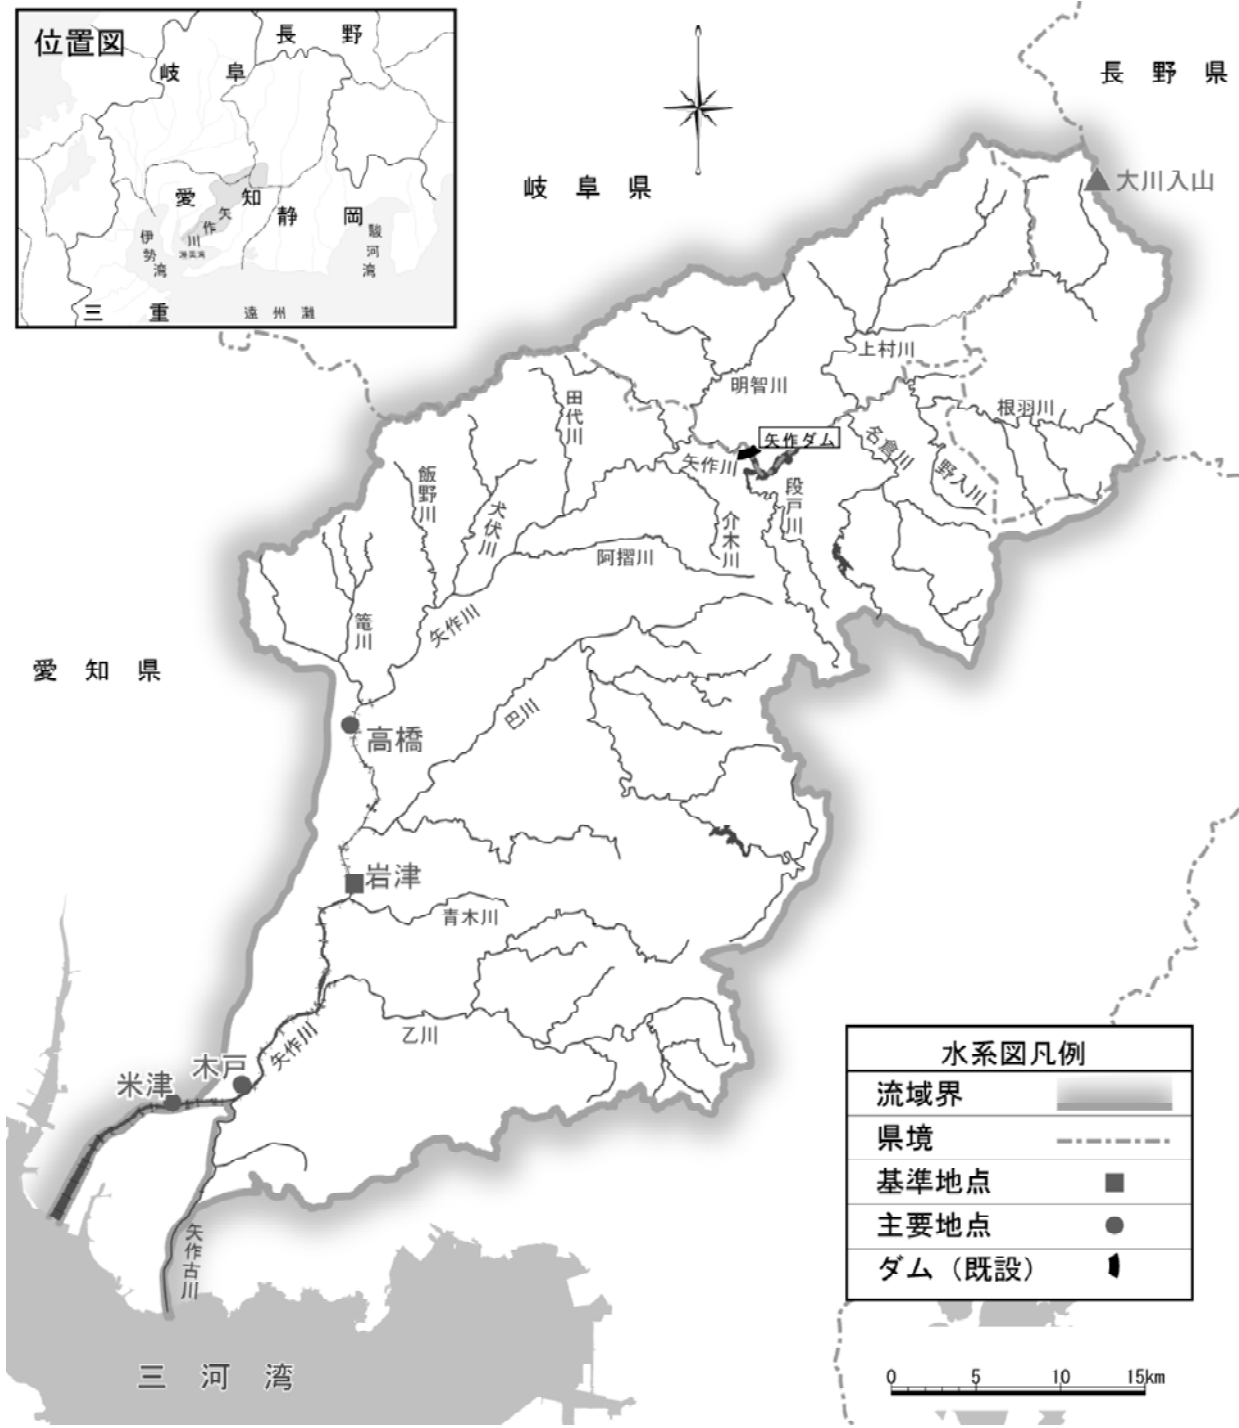 位置図
長野
岐阜
愛知
静岡
三重
矢作川
伊勢湾
渥美湾
駿河湾
遠州灘
長野県
岐阜県
大川入山
上村川
明智川
根羽川
田代川
矢作ダム
矢作川
名倉川
野入川
段戸川
飯野川
犬伏川
介木川
阿摺川
矢作川
篭川
愛知県
巴川
高橋
岩津
青木川
乙川
矢作川
木戸
米津
矢作古川
三河湾
水系図凡例
流域界
県境
基準地点
主要地点
ダム（既設）
0 5 10 15km